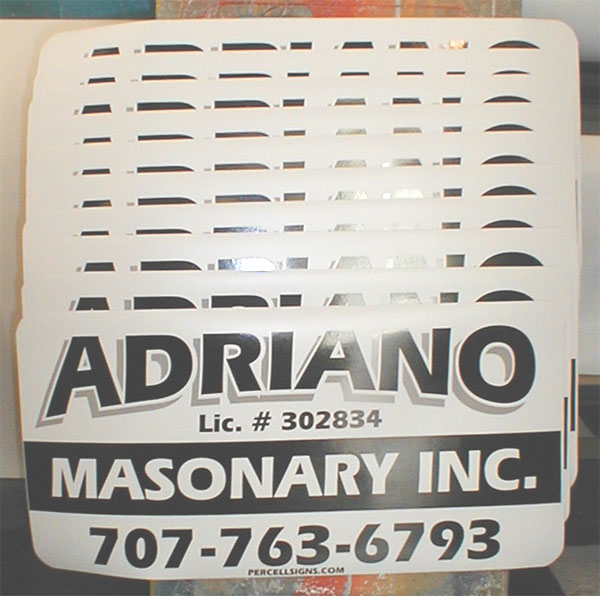 ADRIANO
Lic. # 302834
MASONARY INC.
707-763-6793
PERCELLSIGNS.COM